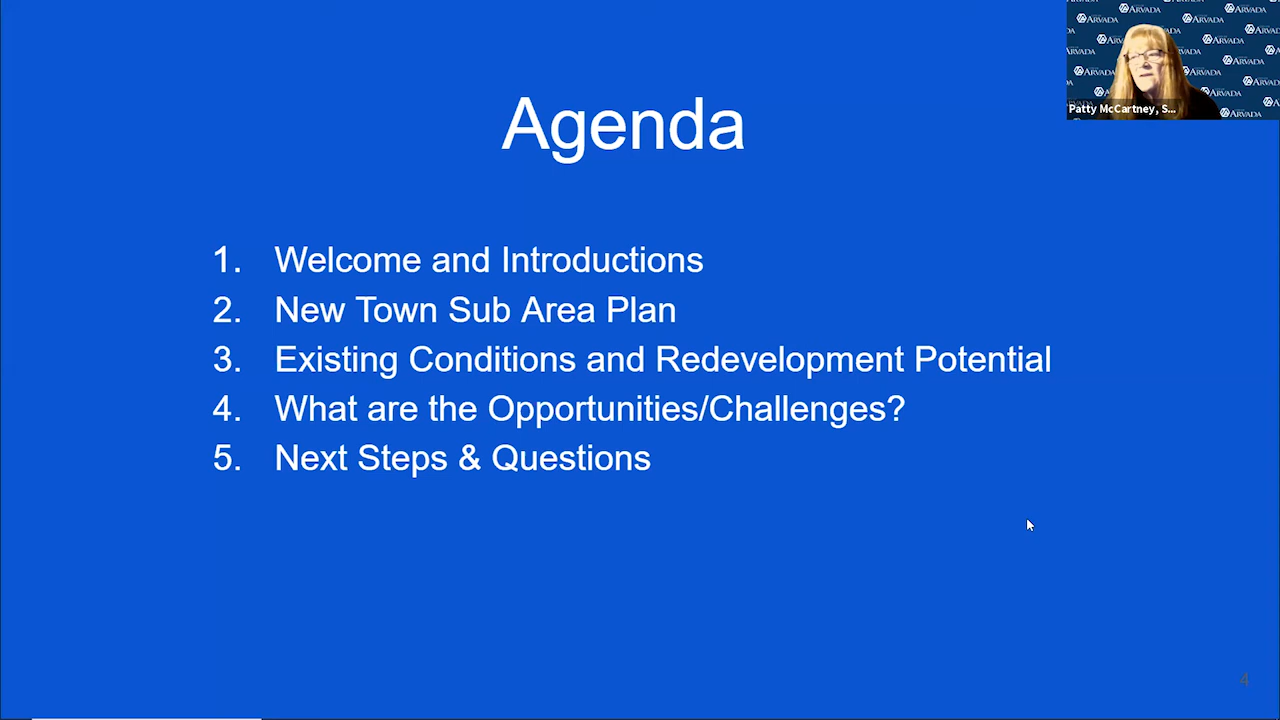 Agenda
1. Welcome and Introductions
2. New Town Sub Area Plan
3. Existing Conditions and Redevelopment Potential
4. What are the Opportunities/Challenges?
5. Next Steps & Questions
ARVADA
Patty McCartney, S...
4